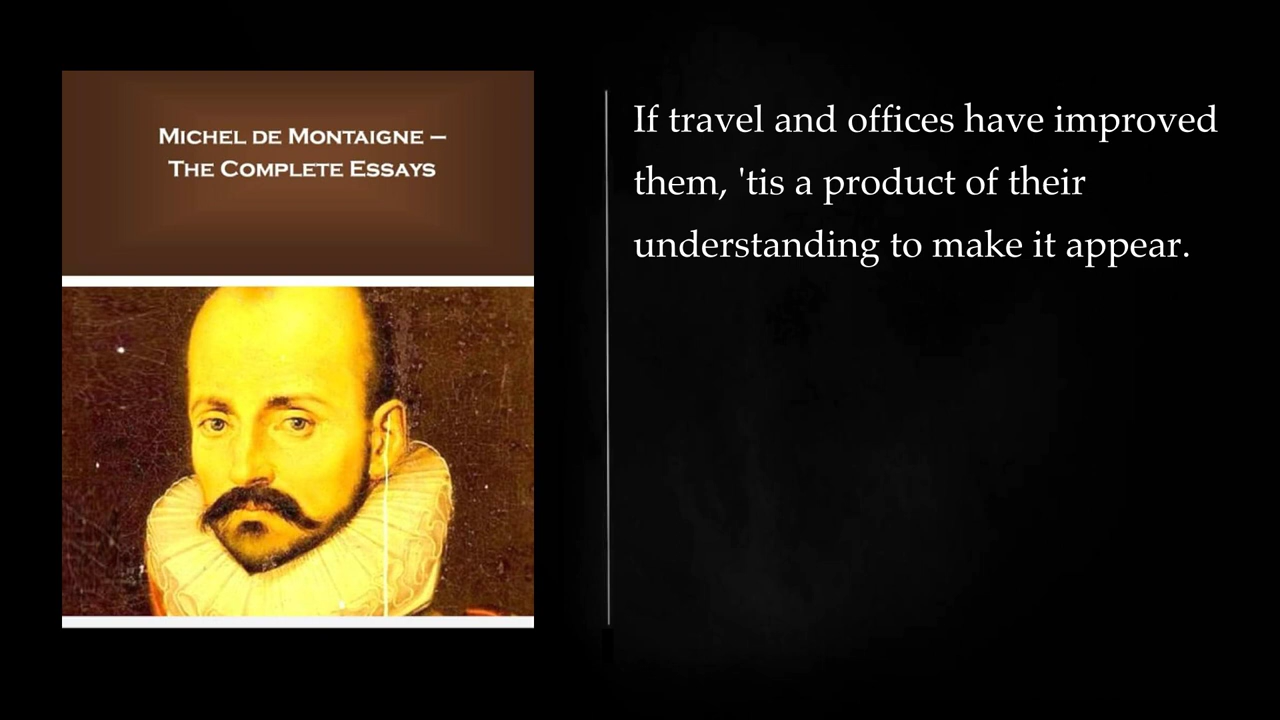 MICHEL DE MONTAIGNE –
THE COMPLETE ESSAYS
If travel and offices have improved
them, 'tis a product of their
understanding to make it appear.